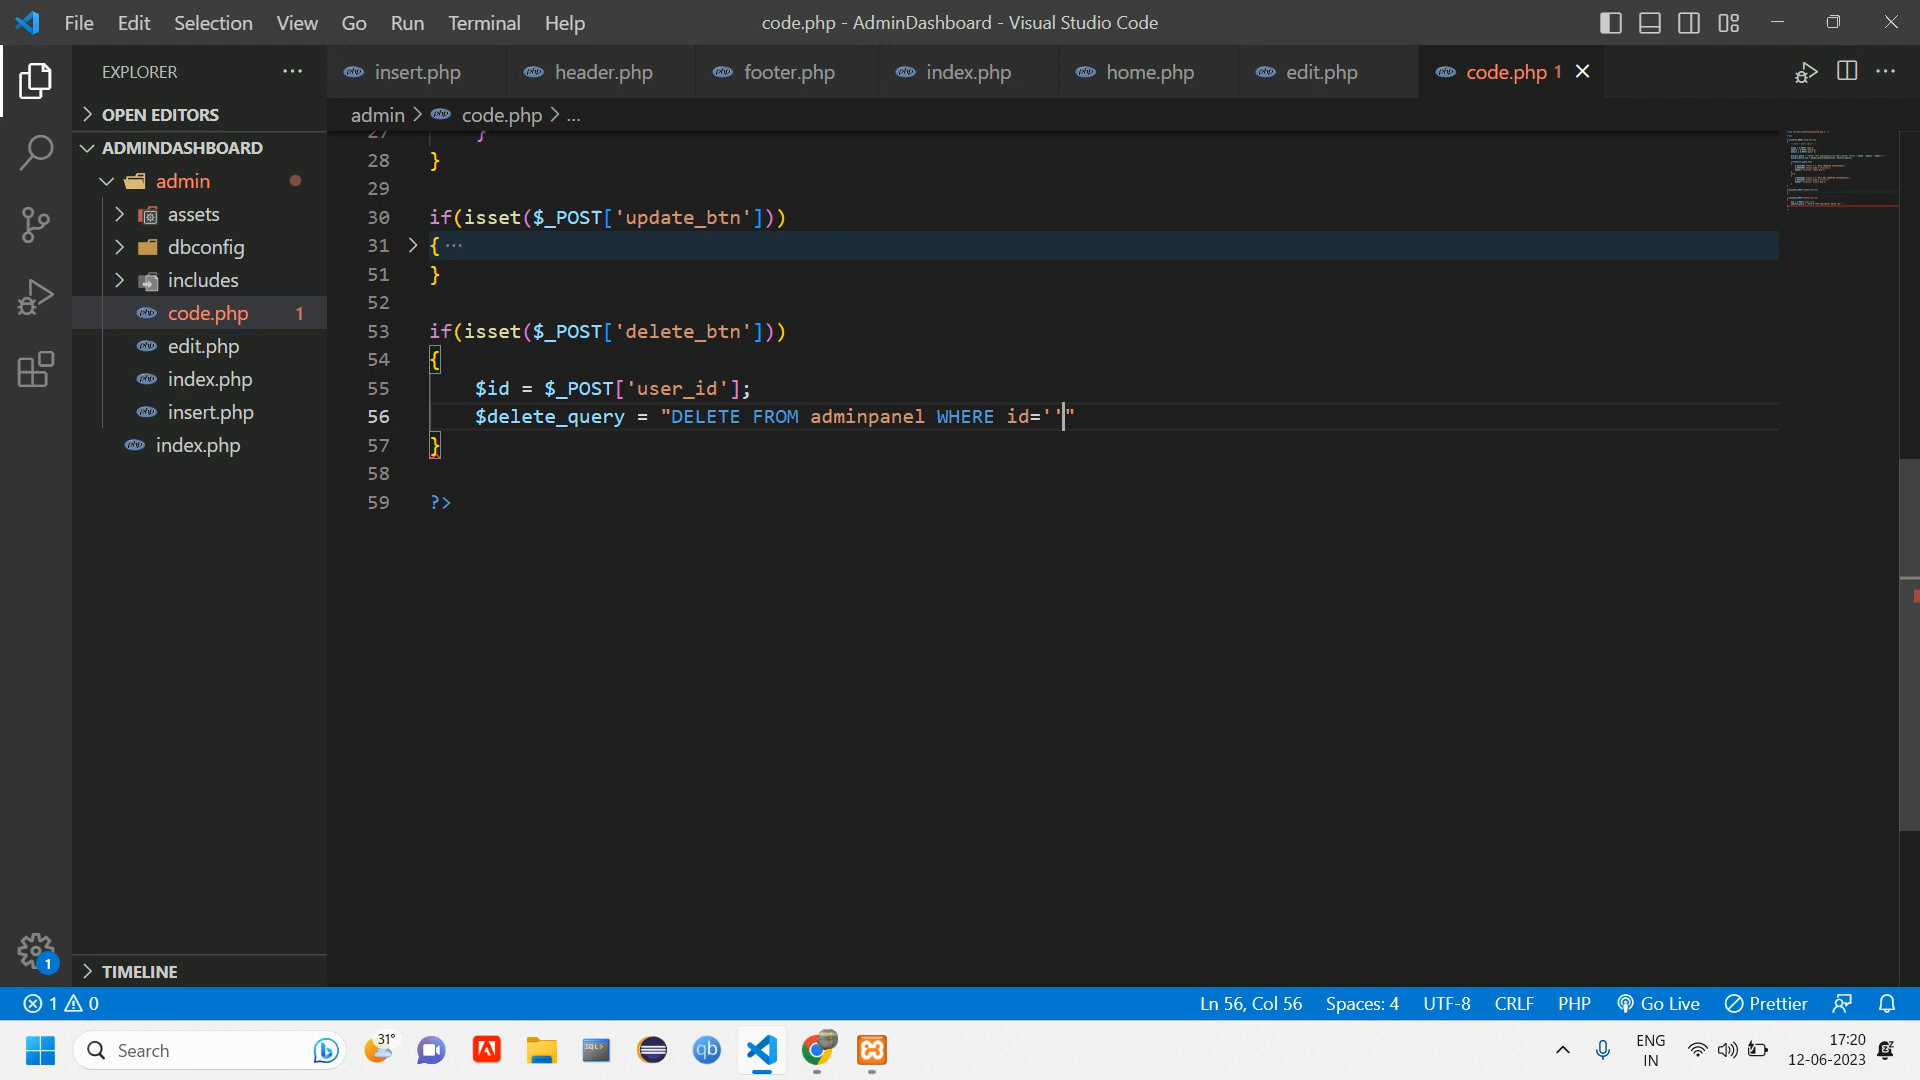 File Edit Selection View Go Run Terminal Help
code.php - AdminDashboard - Visual Studio Code
EXPLORER
insert.php
header.php
footer.php
index.php
home.php
edit.php
code.php 1
OPEN EDITORS
admin > code.php > ...
ADMINDASHBOARD
admin
assets
dbconfig
includes
code.php 1
edit.php
index.php
insert.php
index.php
TIMELINE
27 }
28 }
29
30 if(isset($_POST['update_btn']))
31 { ...
51 }
52
53 if(isset($_POST['delete_btn']))
54 {
55 $id = $_POST['user_id'];
56 $delete_query = "DELETE FROM adminpanel WHERE id=''"
57 }
58
59 ?>
1
1 0
Ln 56, Col 56 Spaces: 4 UTF-8 CRLF PHP Go Live Prettier
Search
31°
SQL>
qb
ENG
IN
17:20
12-06-2023